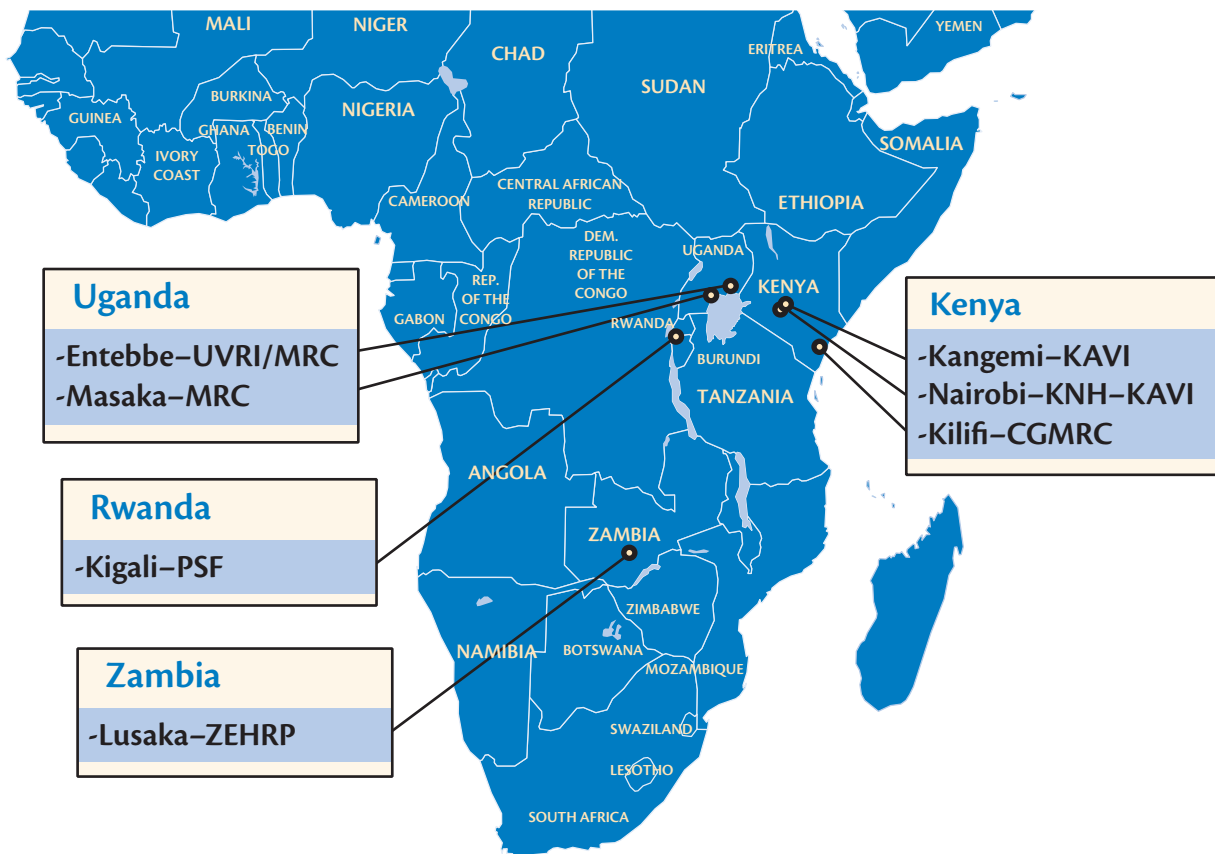 MALI
NIGER
CHAD
SUDAN
ERITREA
YEMEN
GUINEA
BURKINA
NIGERIA
GHANA
BENIN
TOGO
IVORY
COAST
SOMALIA
CAMEROON
CENTRAL AFRICAN
REPUBLIC
ETHIOPIA
DEM.
REPUBLIC
OF THE
CONGO
UGANDA
REP.
OF THE
CONGO
GABON
KENYA
RWANDA
BURUNDI
TANZANIA
ANGOLA
ZAMBIA
ZIMBABWE
NAMIBIA
BOTSWANA
MOZAMBIQUE
SWAZILAND
LESOTHO
SOUTH AFRICA
Uganda
-Entebbe–UVRI/MRC
-Masaka–MRC
Rwanda
-Kigali–PSF
Zambia
-Lusaka–ZEHRP
Kenya
-Kangemi–KAVI
-Nairobi–KNH–KAVI
-Kilifi–CGMRC